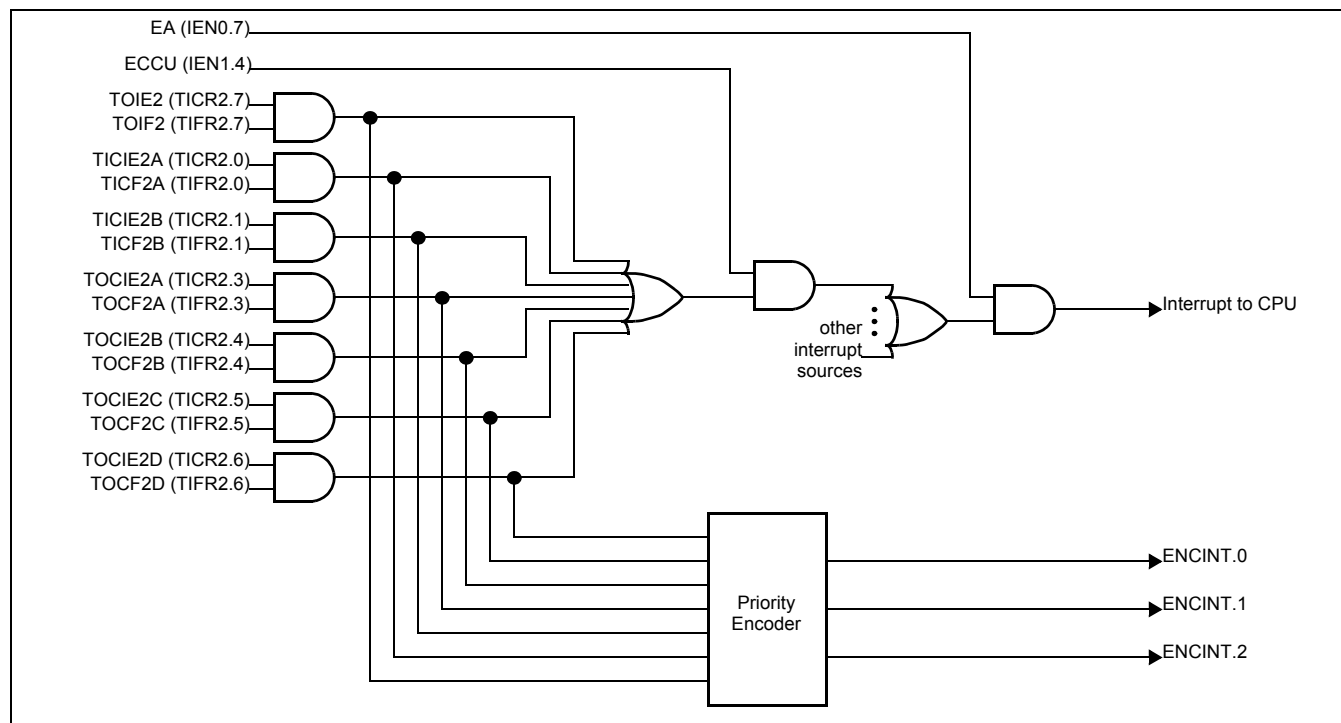 EA (IEN0.7)
ECCU (IEN1.4)
TOIE2 (TICR2.7)
TOIF2 (TIFR2.7)
TICIE2A (TICR2.0)
TICF2A (TIFR2.0)
TICIE2B (TICR2.1)
TICF2B (TIFR2.1)
TOCIE2A (TICR2.3)
TOCF2A (TIFR2.3)
TOCIE2B (TICR2.4)
TOCF2B (TIFR2.4)
TOCIE2C (TICR2.5)
TOCF2C (TIFR2.5)
TOCIE2D (TICR2.6)
TOCF2D (TIFR2.6)
other
interrupt
sources
Interrupt to CPU
Priority
Encoder
ENCINT.0
ENCINT.1
ENCINT.2